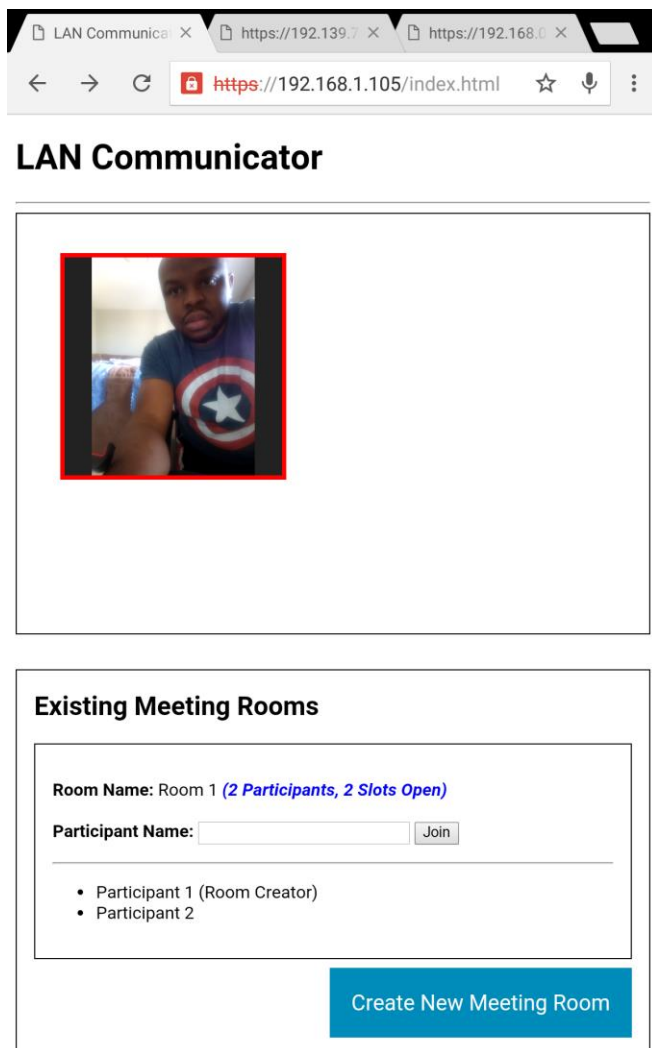 LAN Communica
https://192.139.7
https://192.168.0
https://192.168.1.105/index.html
LAN Communicator
Existing Meeting Rooms
Room Name: Room 1 (2 Participants, 2 Slots Open)
Participant Name: Join
Participant 1 (Room Creator)
Participant 2
Create New Meeting Room